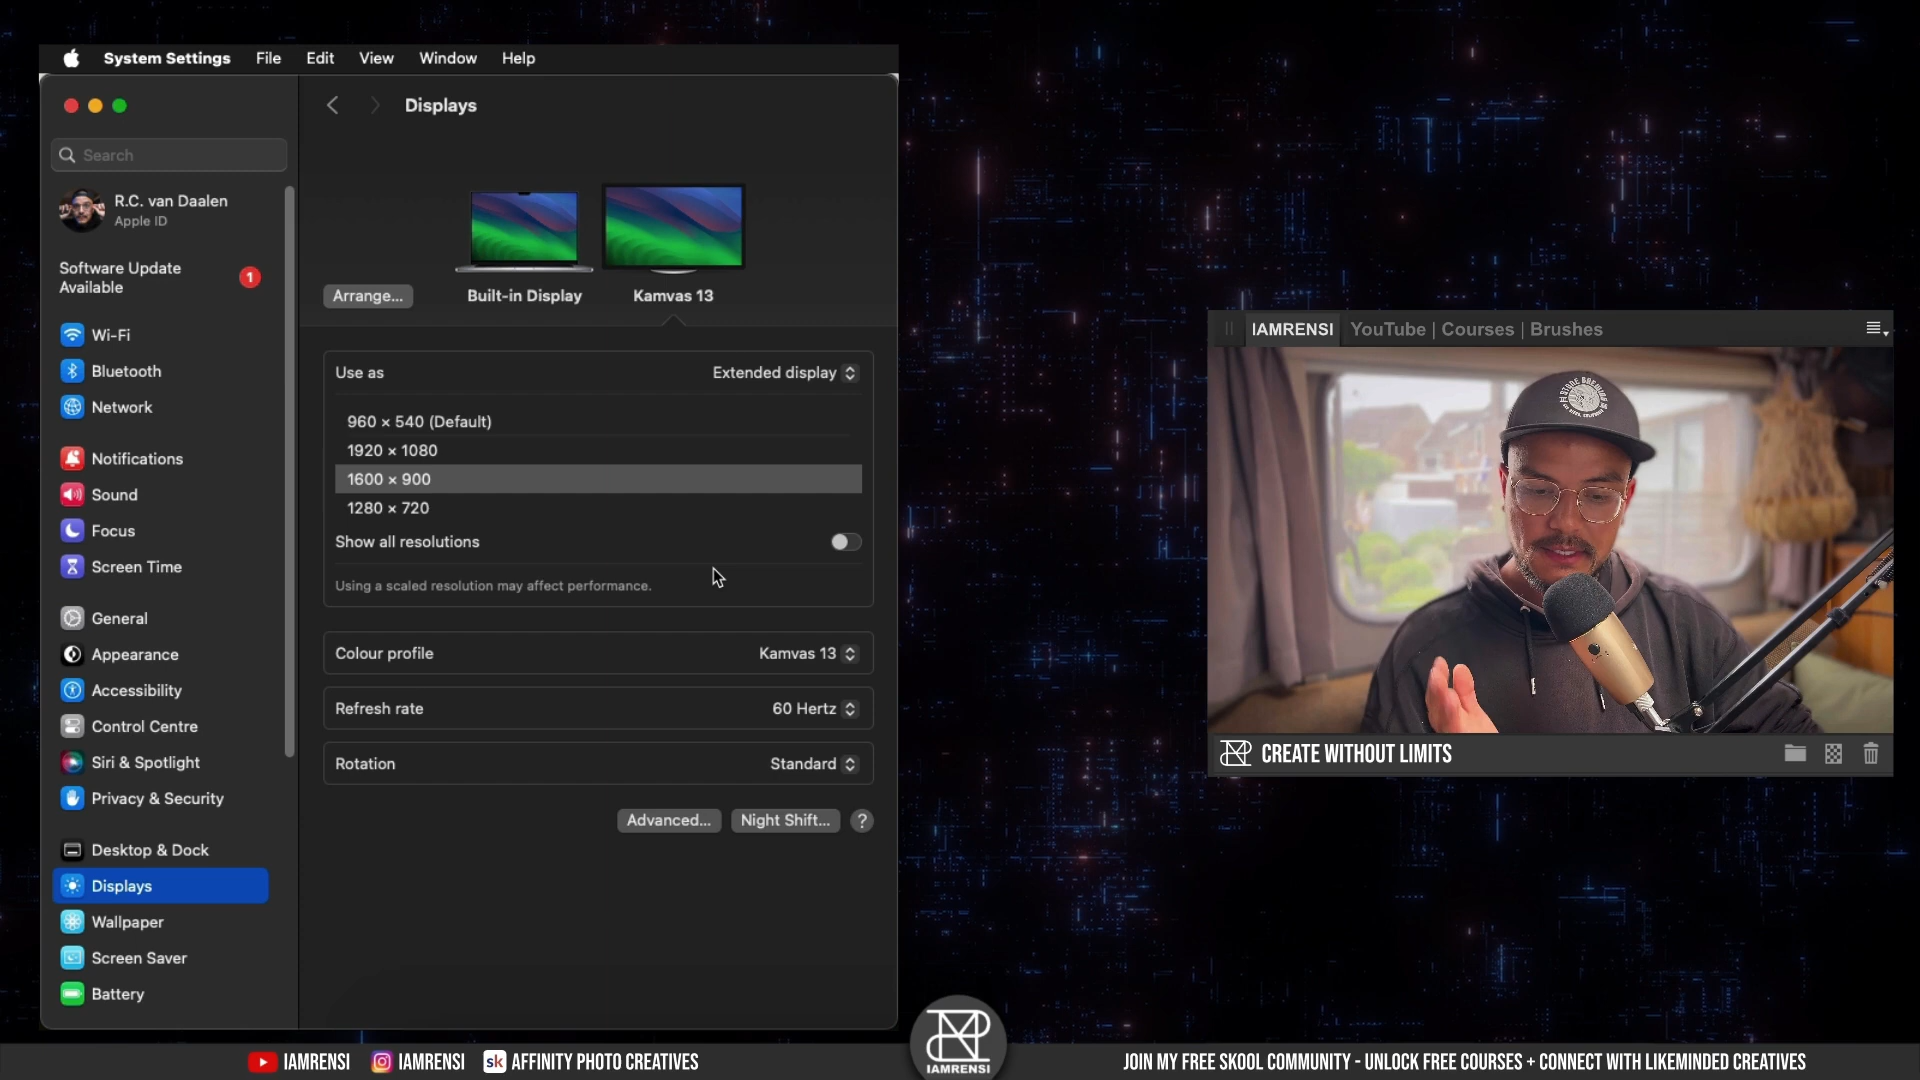 System Settings File Edit View Window Help
Displays
Search
R.C. van Daalen
Apple ID
Software Update
Available
1
Wi-Fi
Bluetooth
Network
Notifications
Sound
Focus
Screen Time
General
Appearance
Accessibility
Control Centre
Siri & Spotlight
Privacy & Security
Desktop & Dock
Displays
Wallpaper
Screen Saver
Battery
Arrange...
Built-in Display
Kamvas 13
Use as
Extended display
960 × 540 (Default)
1920 × 1080
1600 × 900
1280 × 720
Show all resolutions
Using a scaled resolution may affect performance.
Colour profile
Kamvas 13
Refresh rate
60 Hertz
Rotation
Standard
Advanced...
Night Shift...
?
IAMRENSI YouTube | Courses | Brushes
CREATE WITHOUT LIMITS
IAMRENSI
IAMRENSI
sk AFFINITY PHOTO CREATIVES
IAMRENSI
JOIN MY FREE SKOOL COMMUNITY - UNLOCK FREE COURSES + CONNECT WITH LIKEMINDED CREATIVES